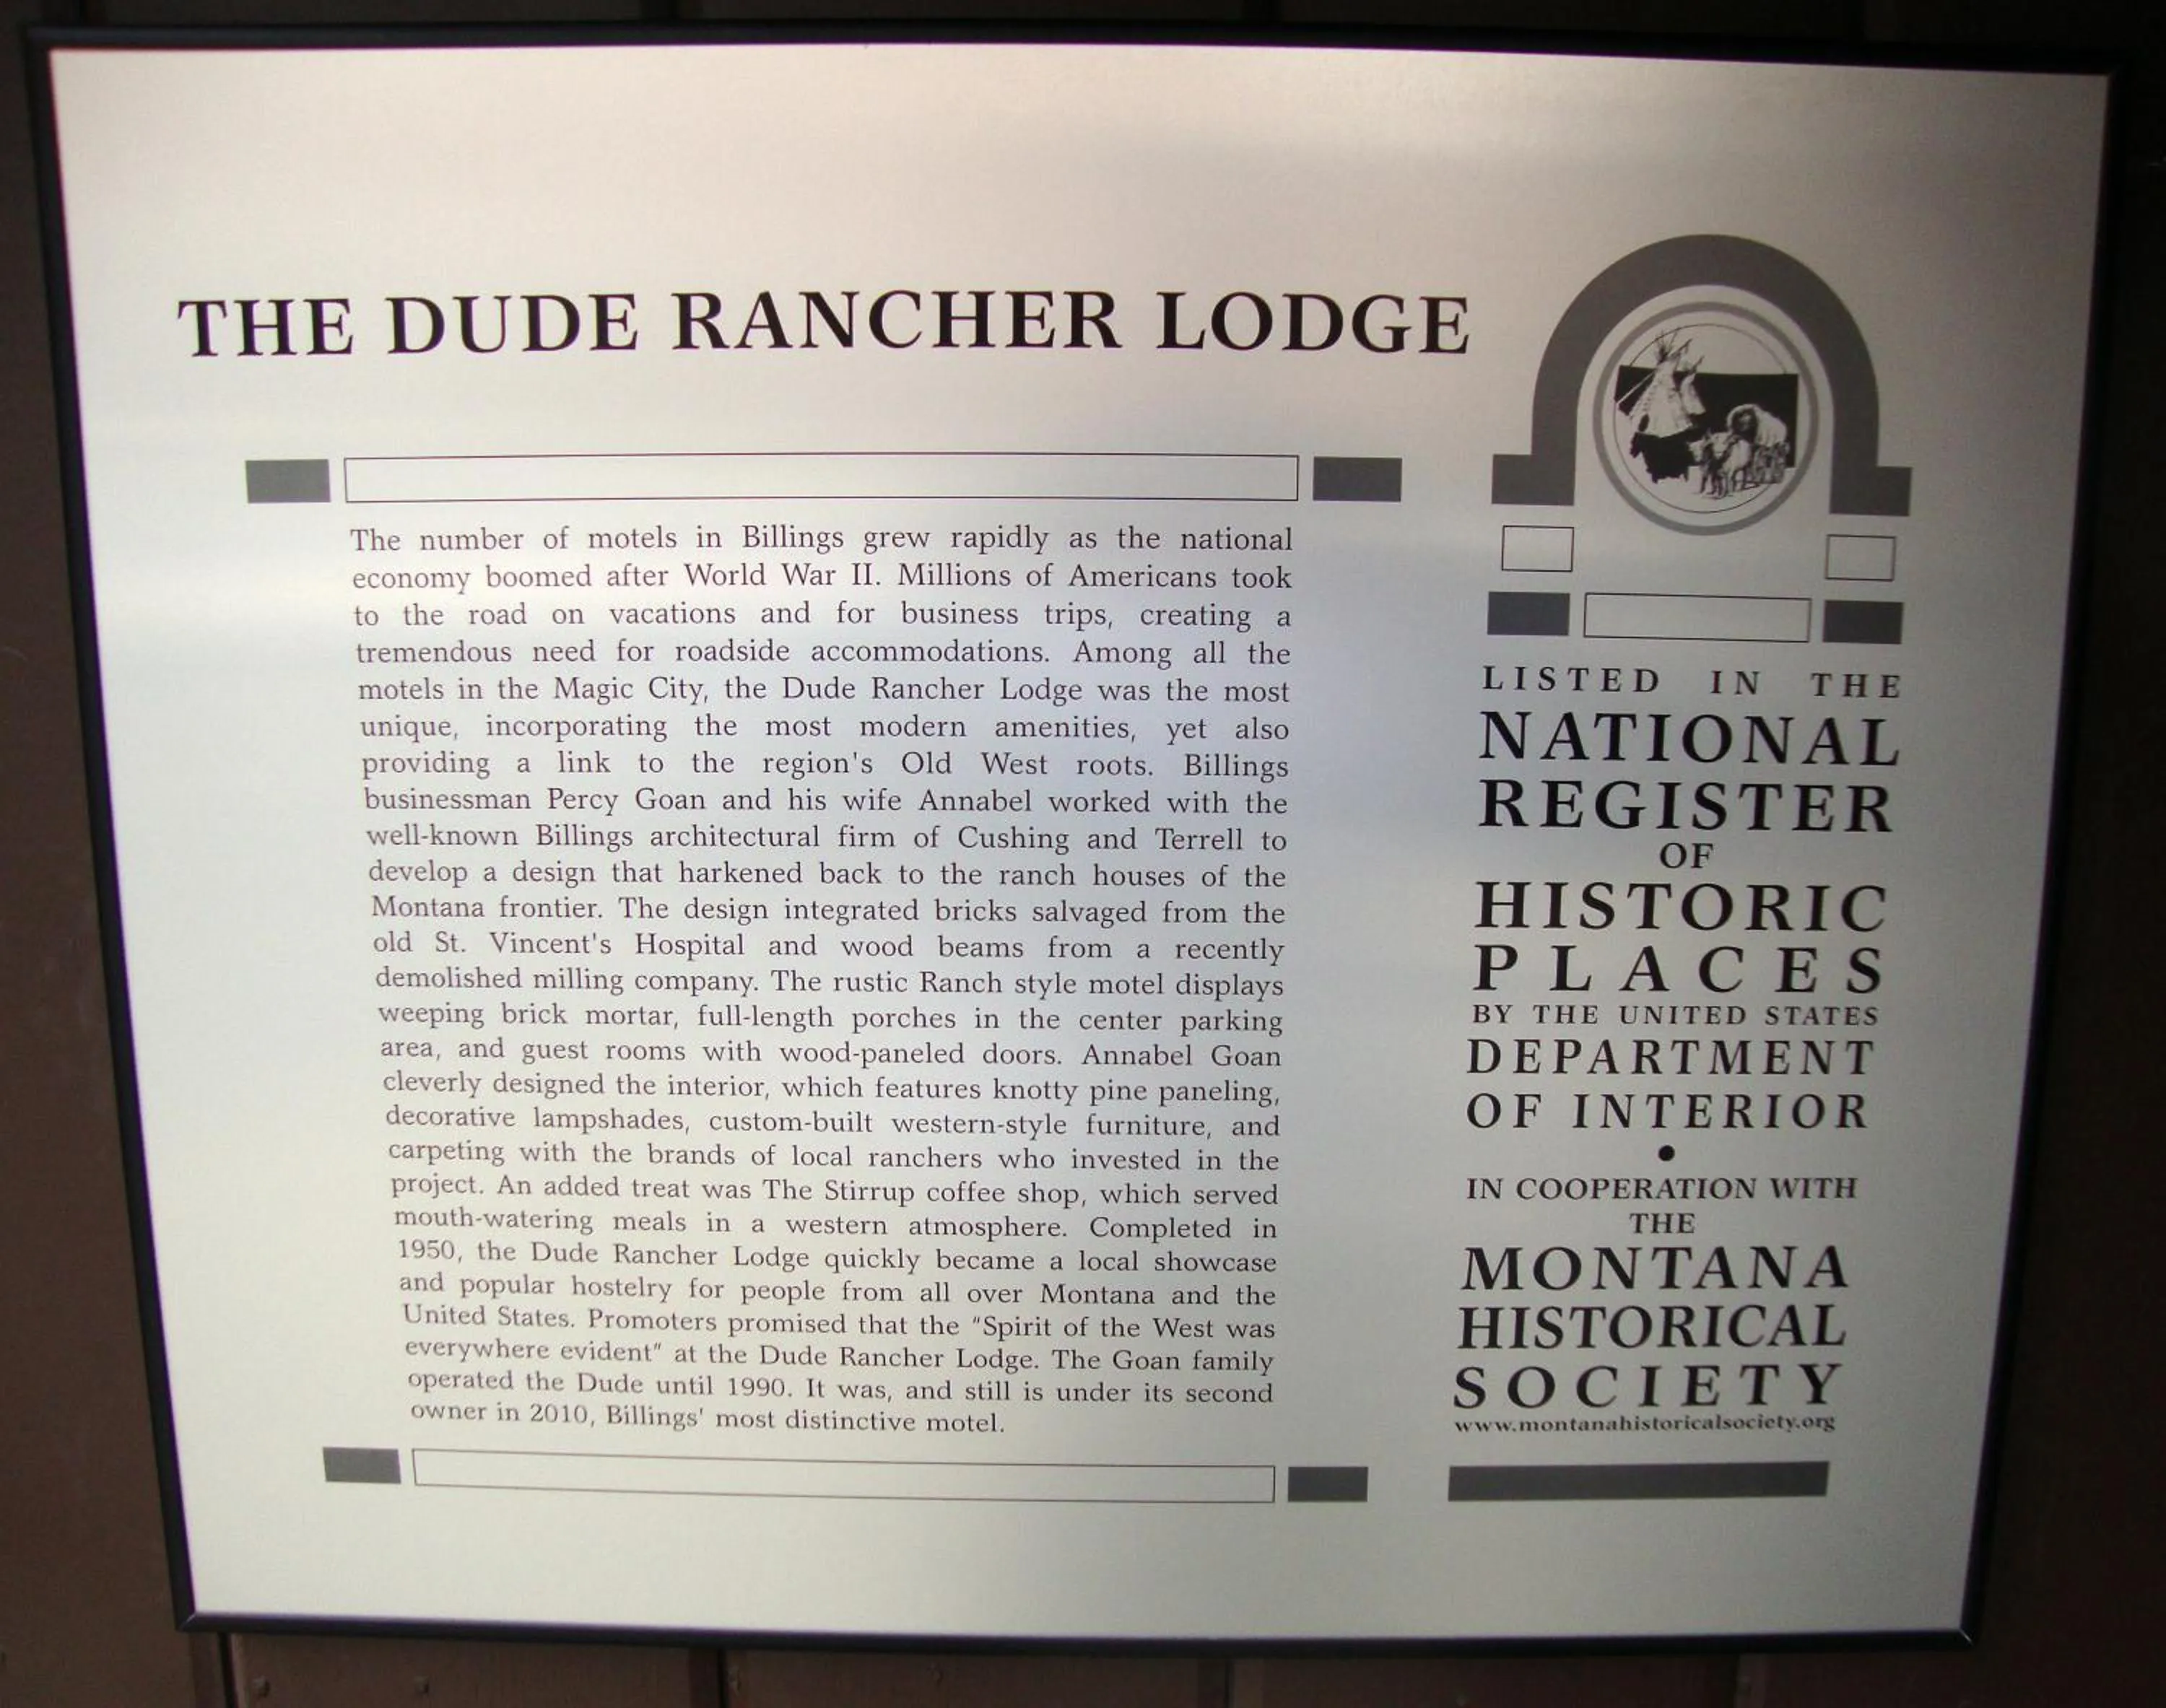 THE DUDE RANCHER LODGE
The number of motels in Billings grew rapidly as the national
economy boomed after World War II. Millions of Americans took
to the road on vacations and for business trips, creating a
tremendous need for roadside accommodations. Among all the
motels in the Magic City, the Dude Rancher Lodge was the most
unique, incorporating the most modern amenities, yet also
providing a link to the region's Old West roots. Billings
businessman Percy Goan and his wife Annabel worked with the
well-known Billings architectural firm of Cushing and Terrell to
develop a design that harkened back to the ranch houses of the
Montana frontier. The design integrated bricks salvaged from the
old St. Vincent's Hospital and wood beams from a recently
demolished milling company. The rustic Ranch style motel displays
weeping brick mortar, full-length porches in the center parking
area, and guest rooms with wood-paneled doors. Annabel Goan
cleverly designed the interior, which features knotty pine paneling,
decorative lampshades, custom-built western-style furniture, and
carpeting with the brands of local ranchers who invested in the
project. An added treat was The Stirrup coffee shop, which served
mouth-watering meals in a western atmosphere. Completed in
1950, the Dude Rancher Lodge quickly became a local showcase
and popular hostelry for people from all over Montana and the
United States. Promoters promised that the "Spirit of the West was
everywhere evident" at the Dude Rancher Lodge. The Goan family
operated the Dude until 1990. It was, and still is under its second
owner in 2010, Billings' most distinctive motel.
LISTED IN THE
NATIONAL
REGISTER
OF
HISTORIC
PLACES
BY THE UNITED STATES
DEPARTMENT
OF INTERIOR
•
IN COOPERATION WITH
THE
MONTANA
HISTORICAL
SOCIETY
www.montanahistoricalsociety.org